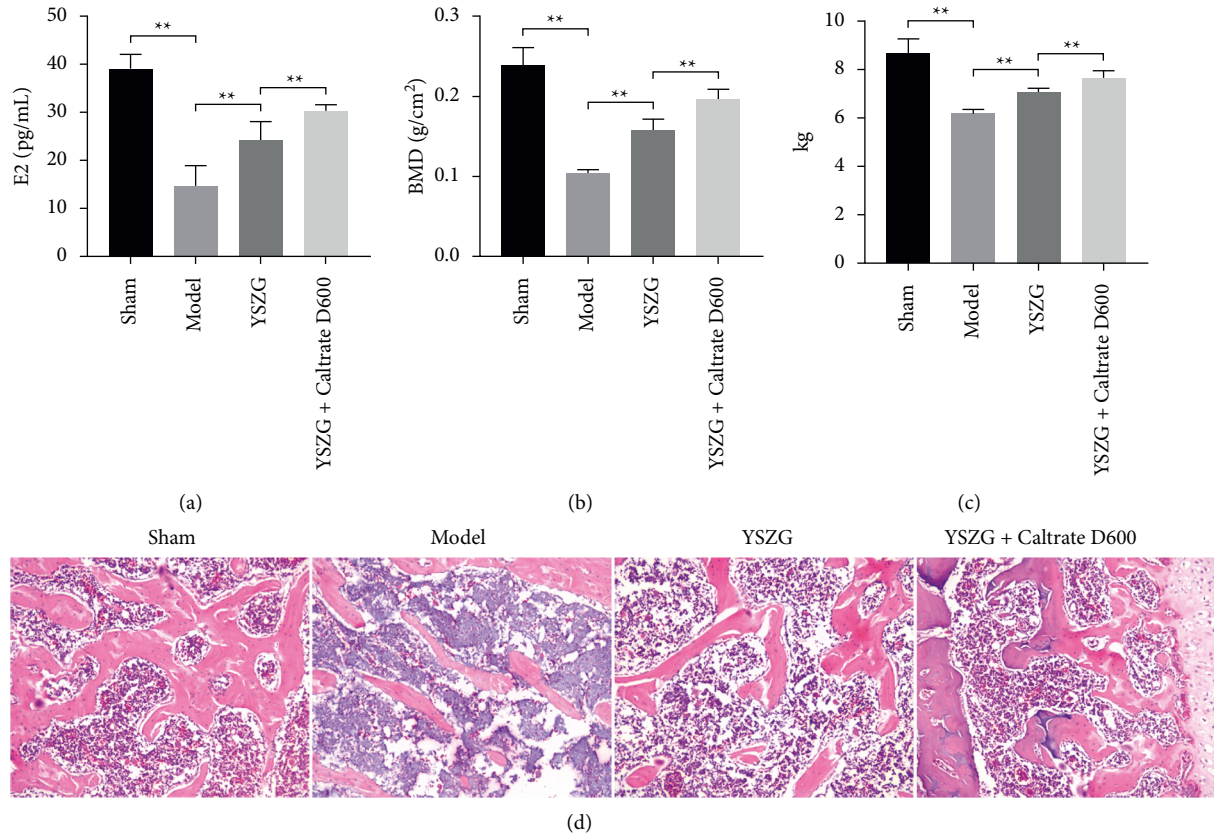 E2 (pg/mL)
50
40
30
20
10
0
**
**
**
Sham
Model
YSZG
YSZG + Caltrate D600
(a)
BMD (g/cm²)
0.3
0.2
0.1
0.0
**
**
**
Sham
Model
YSZG
YSZG + Caltrate D600
(b)
kg
10
8
6
4
2
0
**
**
**
Sham
Model
YSZG
YSZG + Caltrate D600
(c)
Sham
Model
YSZG
YSZG + Caltrate D600
(d)